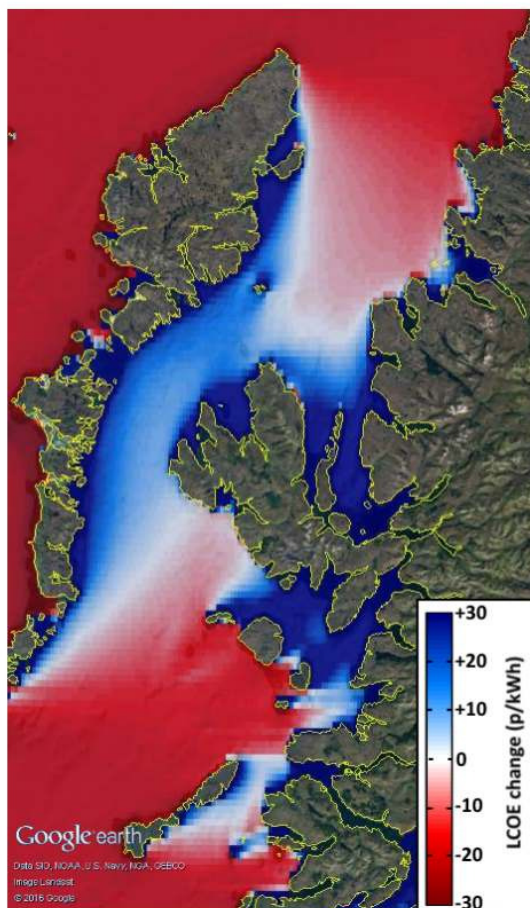 +30
+20
+10
0
-10
-20
-30
LCOE change (p/kWh)
Google earth
Data SIO, NOAA, U.S. Navy, NGA, GEBCO
Image Landsat
© 2016 Google